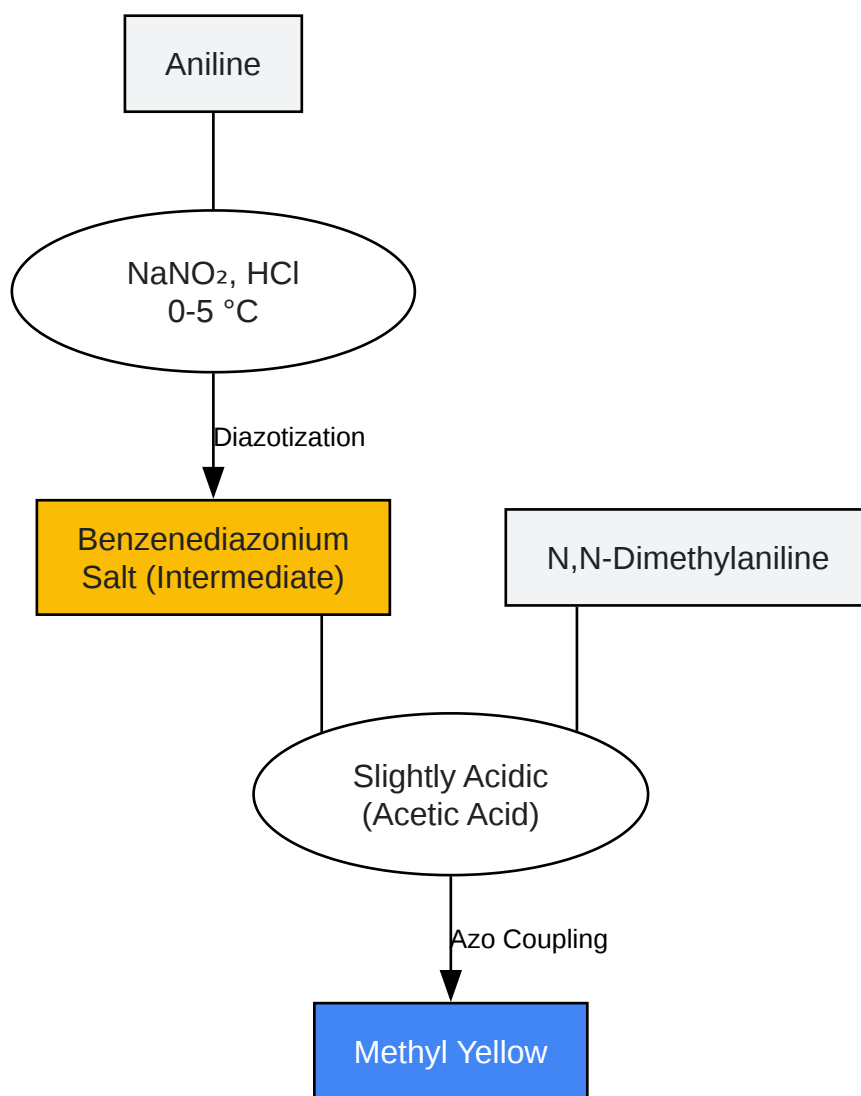 Aniline
NaNO₂, HCl
0-5 °C
Diazotization
Benzenediazonium
Salt (Intermediate)
N,N-Dimethylaniline
Slightly Acidic
(Acetic Acid)
Azo Coupling
Methyl Yellow